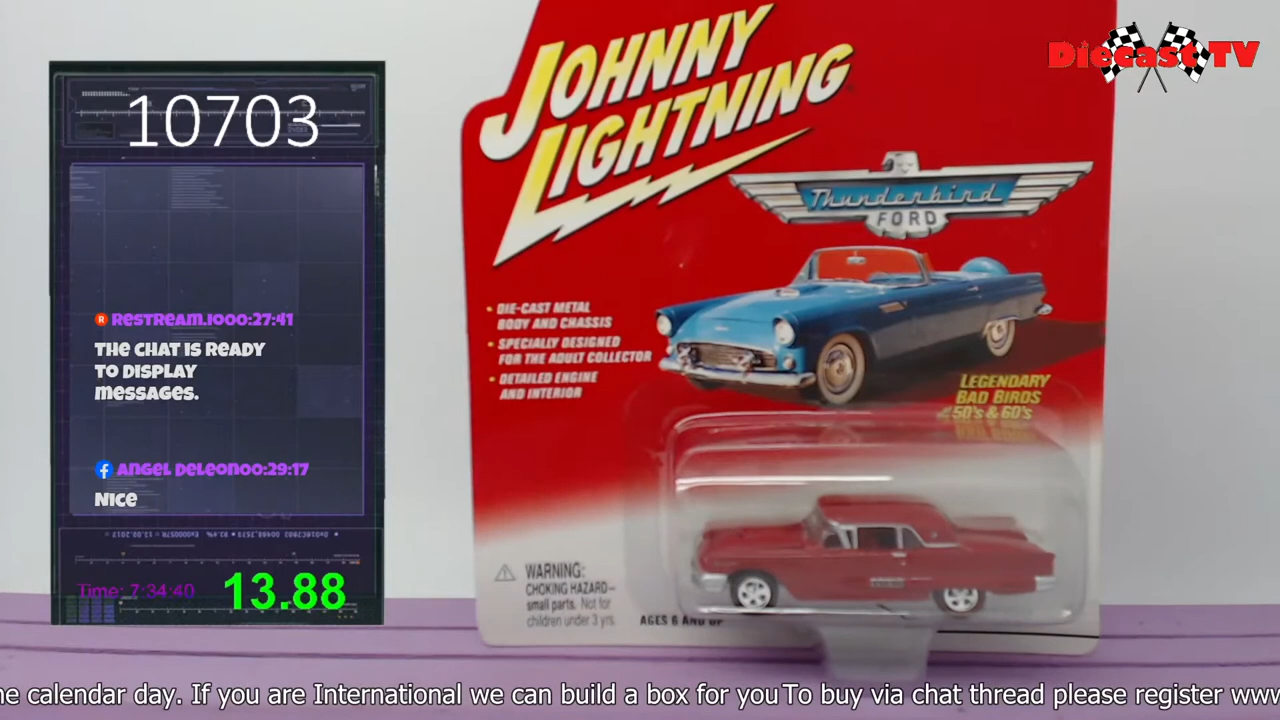 10703
Restream.io00:27:41
The chat is ready
to display
messages.
Angel DeLeon00:29:17
Nice
Time: 7:34:40
13.88
JOHNNY
LIGHTNING
Thunderbird
FORD
• DIE-CAST METAL
BODY AND CHASSIS
• SPECIALLY DESIGNED
FOR THE ADULT COLLECTOR
• DETAILED ENGINE
AND INTERIOR
LEGENDARY
BAD BIRDS
of the 50's & 60's
WARNING:
CHOKING HAZARD–
small parts. Not for
children under 3 yrs.
AGES 6 AND UP
Diecast TV
he calendar day. If you are International we can build a box for you To buy via chat thread please register www